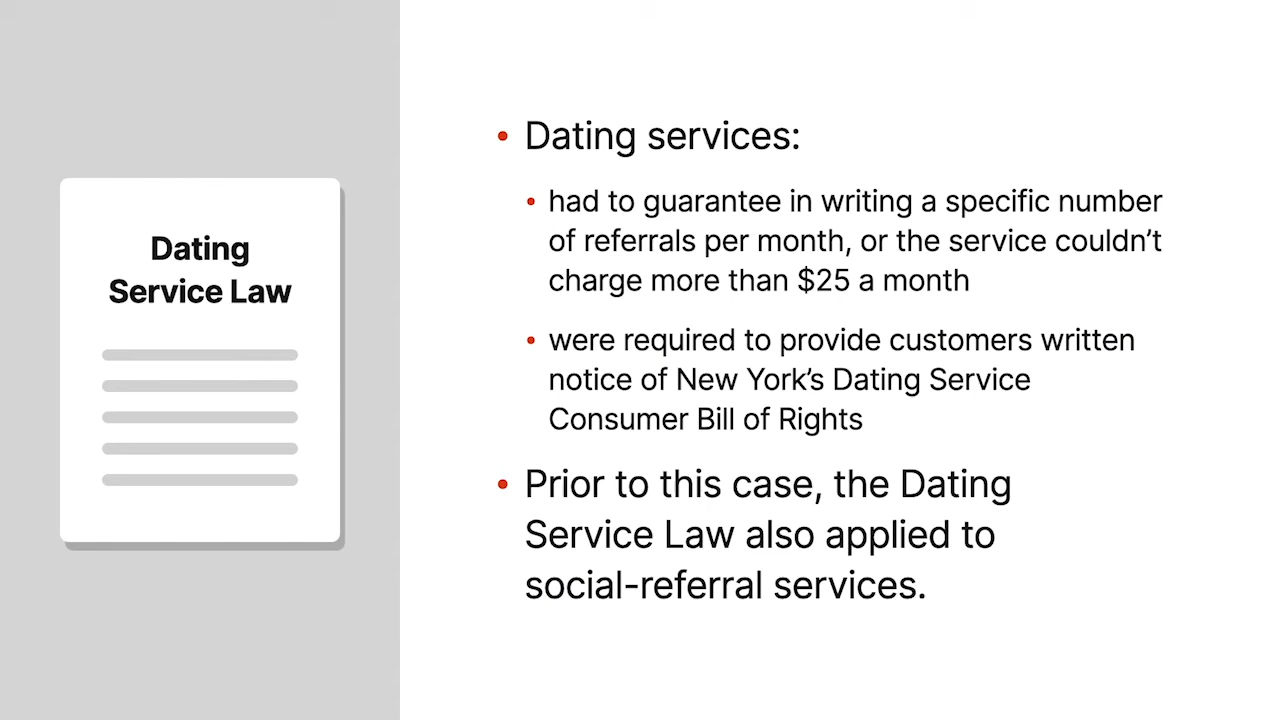 Dating
Service Law
• Dating services:
• had to guarantee in writing a specific number
of referrals per month, or the service couldn’t
charge more than $25 a month
• were required to provide customers written
notice of New York’s Dating Service
Consumer Bill of Rights
• Prior to this case, the Dating
Service Law also applied to
social-referral services.